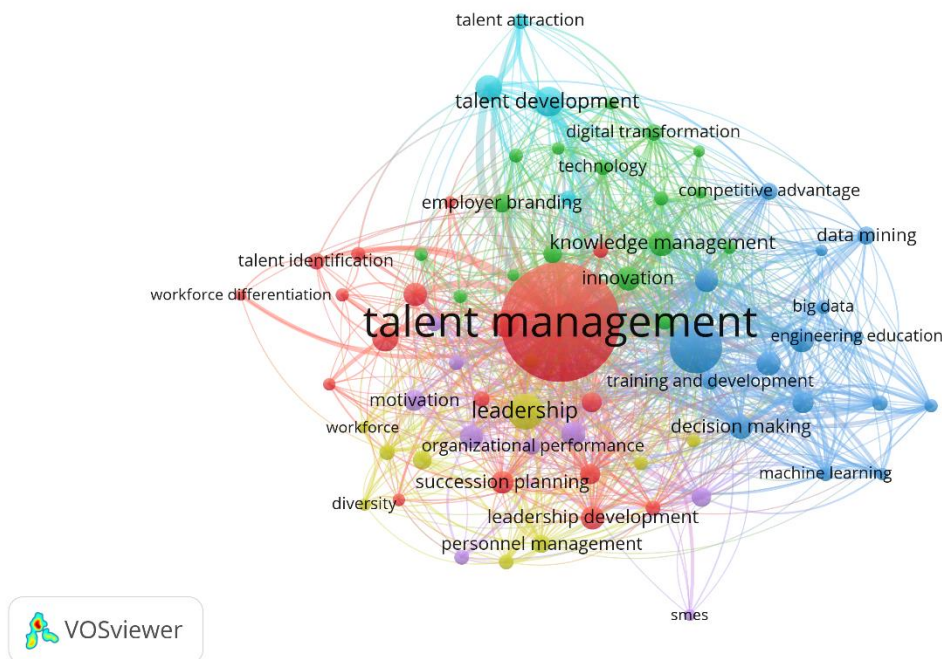 talent attraction
talent development
digital transformation
technology
competitive advantage
employer branding
data mining
knowledge management
talent identification
innovation
workforce differentiation
big data
talent management
engineering education
training and development
motivation
leadership
workforce
decision making
organizational performance
machine learning
succession planning
diversity
leadership development
personnel management
smes
VOSviewer